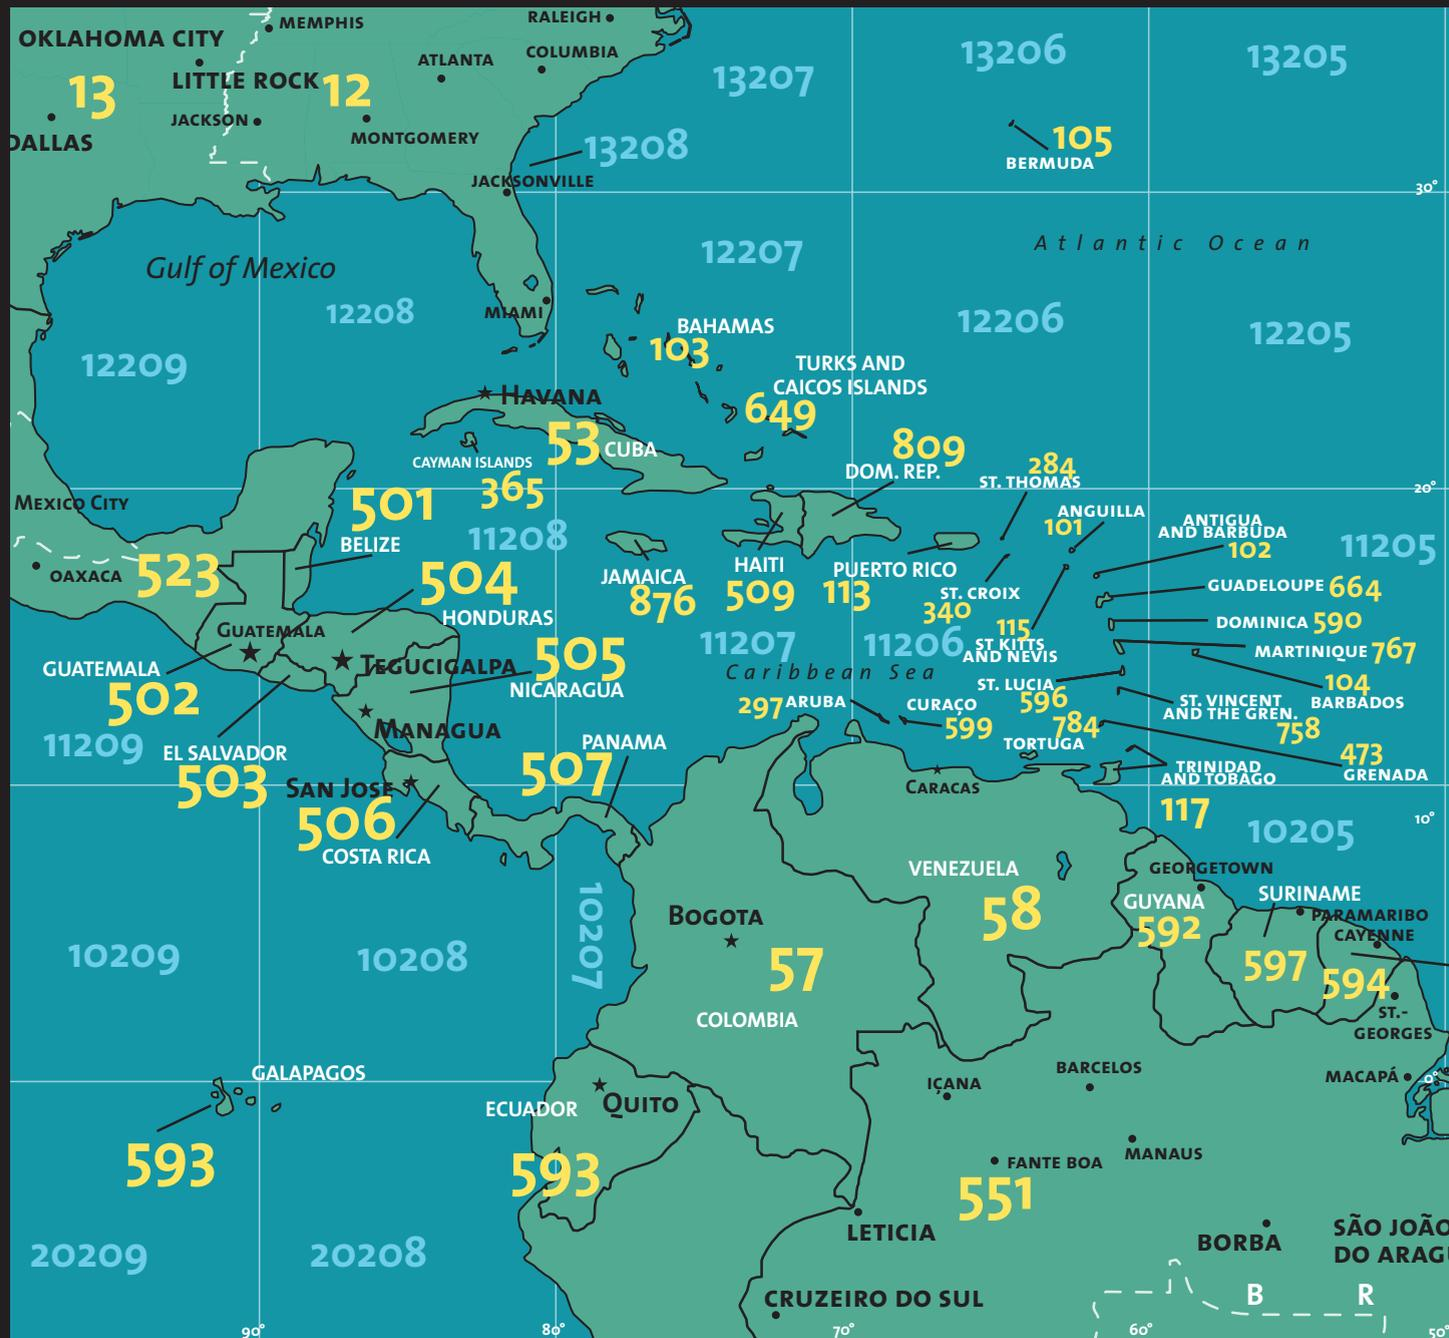 RALEIGH
MEMPHIS
OKLAHOMA CITY
13206
13205
COLUMBIA
ATLANTA
13207
LITTLE ROCK
12
13
JACKSON
105
MONTGOMERY
DALLAS
13208
BERMUDA
JACKSONVILLE
30°
Atlantic Ocean
12207
Gulf of Mexico
12208
MIAMI
12206
BAHAMAS
12205
103
12209
TURKS AND
CAICOS ISLANDS
HAVANA
649
53
CUBA
809
CAYMAN ISLANDS
284
DOM. REP.
ST. THOMAS
365
20°
MEXICO CITY
501
ANGUILLA
101
ANTIGUA
AND BARBUDA
102
11208
BELIZE
11205
HAITI
PUERTO RICO
523
OAXACA
504
JAMAICA
GUADELOUPE 664
876
509
113
ST. CROIX
340
HONDURAS
DOMINICA 590
115
GUATEMALA
11207
11206
ST KITTS
AND NEVIS
MARTINIQUE 767
505
TEGUCIGALPA
GUATEMALA
Caribbean Sea
ST. LUCIA
104
NICARAGUA
596
502
297 ARUBA
CURAÇO
599
ST. VINCENT
AND THE GREN.
BARBADOS
784
758
MANAGUA
11209
TORTUGA
PANAMA
EL SALVADOR
473
GRENADA
TRINIDAD
AND TOBAGO
507
503
SAN JOSE
CARACAS
117
506
10°
10205
COSTA RICA
VENEZUELA
GEORGETOWN
SURINAME
GUYANA
58
BOGOTA
PARAMARIBO
592
CAYENNE
10207
10209
10208
57
597
594
COLOMBIA
ST.-
GEORGES
GALAPAGOS
BARCELOS
MACAPÁ
0°
IÇANA
ECUADOR
QUITO
MANAUS
593
593
FANTE BOA
551
LETICIA
SÃO JOÃO
BORBA
DO ARAG
20209
20208
CRUZEIRO DO SUL
B R
90°
80°
70°
60°
50°